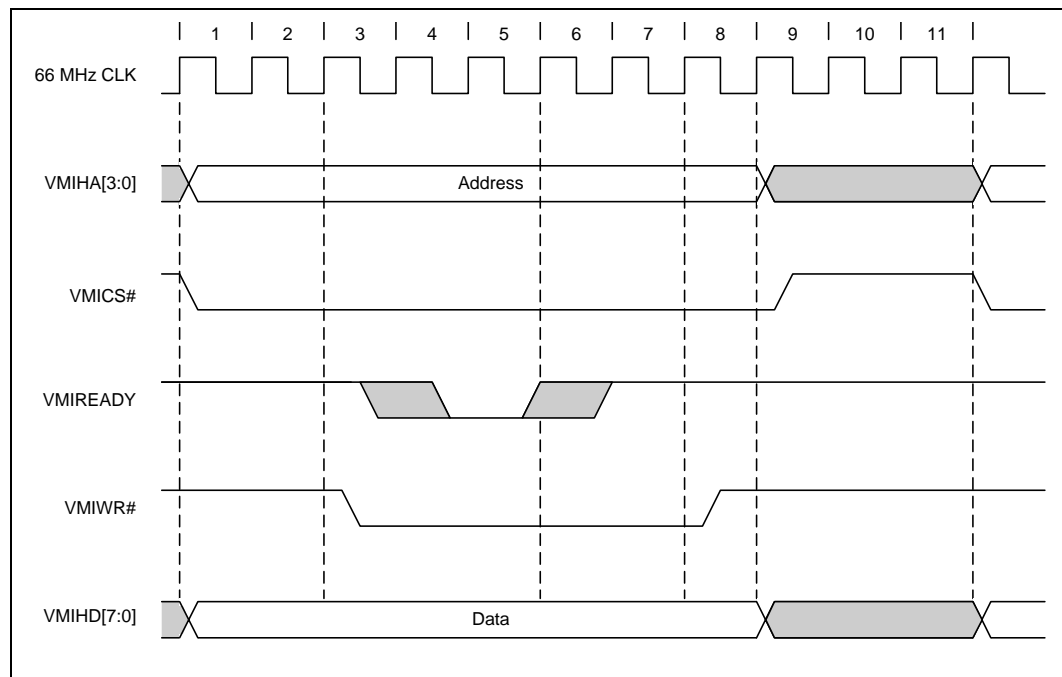 1 2 3 4 5 6 7 8 9 10 11
66 MHz CLK
VMIHA[3:0]
Address
VMICS#
VMIREADY
VMIWR#
VMIHD[7:0]
Data